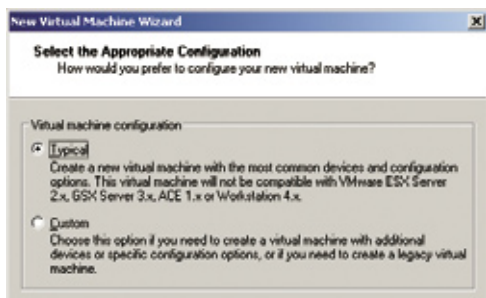 New Virtual Machine Wizard
Select the Appropriate Configuration
How would you prefer to configure your new virtual machine?
Virtual machine configuration
Typical
Create a new virtual machine with the most common devices and configuration
options. This virtual machine will not be compatible with VMware ESX Server
2.x, GSX Server 3.x, ACE 1.x or Workstation 4.x.
Custom
Choose this option if you need to create a virtual machine with additional
devices or specific configuration options, or if you need to create a legacy virtual
machine.